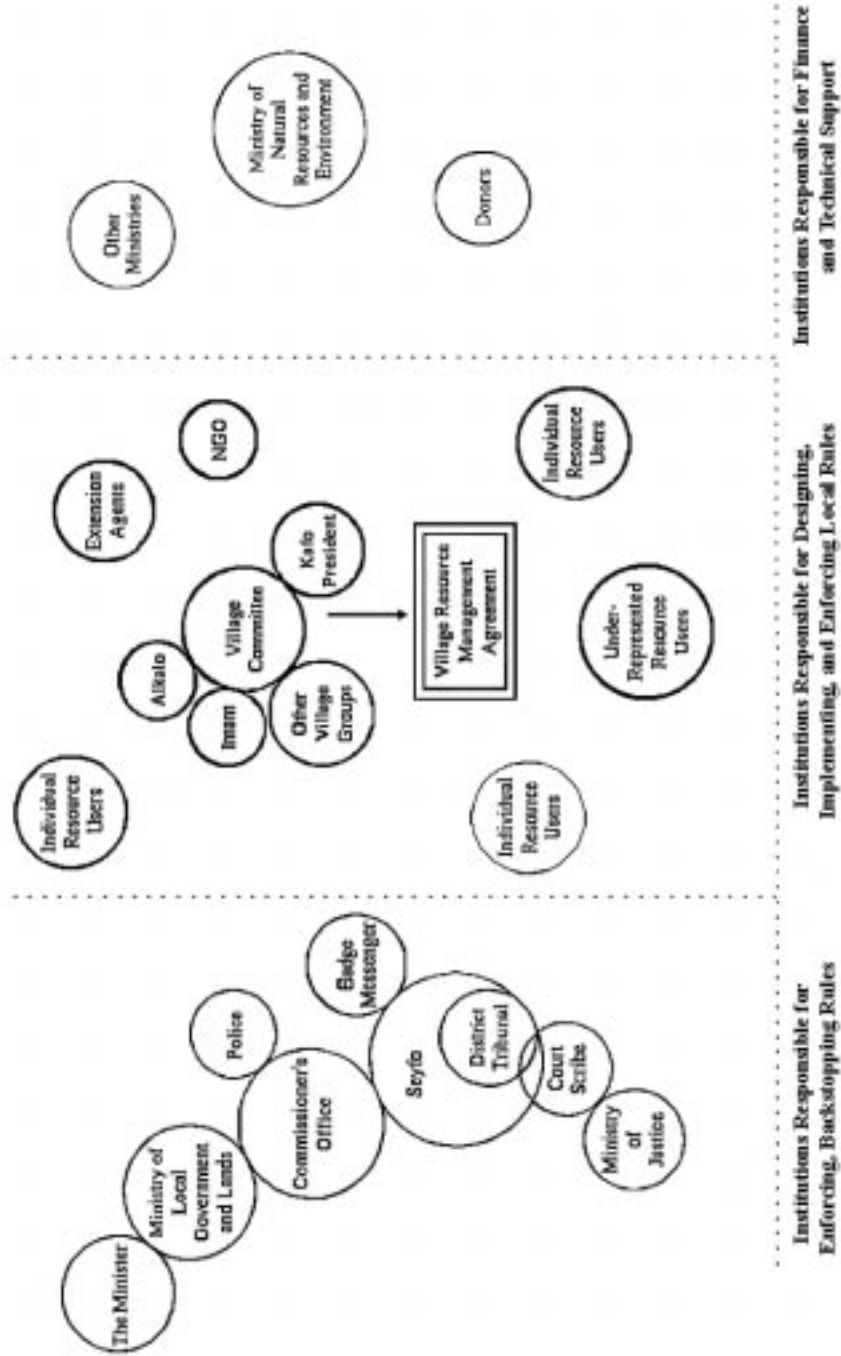 The Minister
Ministry of
Local
Government
and Lands
Police
Commissioner's
Office
Badge
Messenger
Seyfo
District
Tribunal
Court
Scribe
Ministry
of
Justice
Institutions Responsible for
Enforcing, Backstopping Rules
Individual
Resource
Users
Extension
Agents
NGO
Alkalo
Imam
Village
Committee
Kafo
President
Other
Village
Groups
Village Resource
Management
Agreement
Individual
Resource
Users
Under-
Represented
Resource
Users
Individual
Resource
Users
Institutions Responsible for Designing,
Implementing, and Enforcing Local Rules
Other
Ministries
Ministry of
Natural
Resources and
Environment
Donors
Institutions Responsible for Finance
and Technical Support